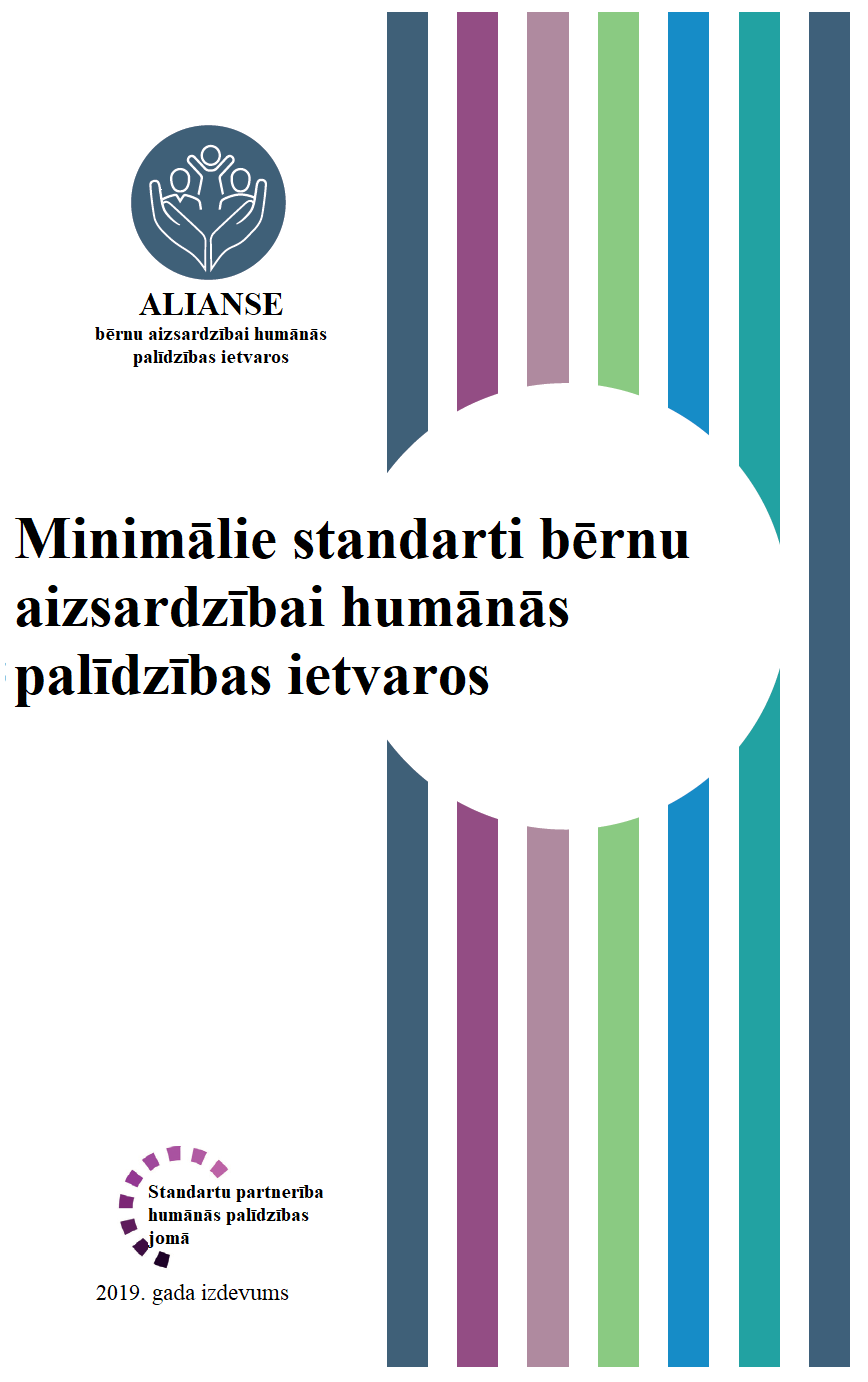 ALIANSE
bērnu aizsardzībai humānās
palīdzības ietvaros
Minimālie standarti bērnu
aizsardzībai humānās
palīdzības ietvaros
Standartu partnerība
humānās palīdzības
jomā
2019. gada izdevums